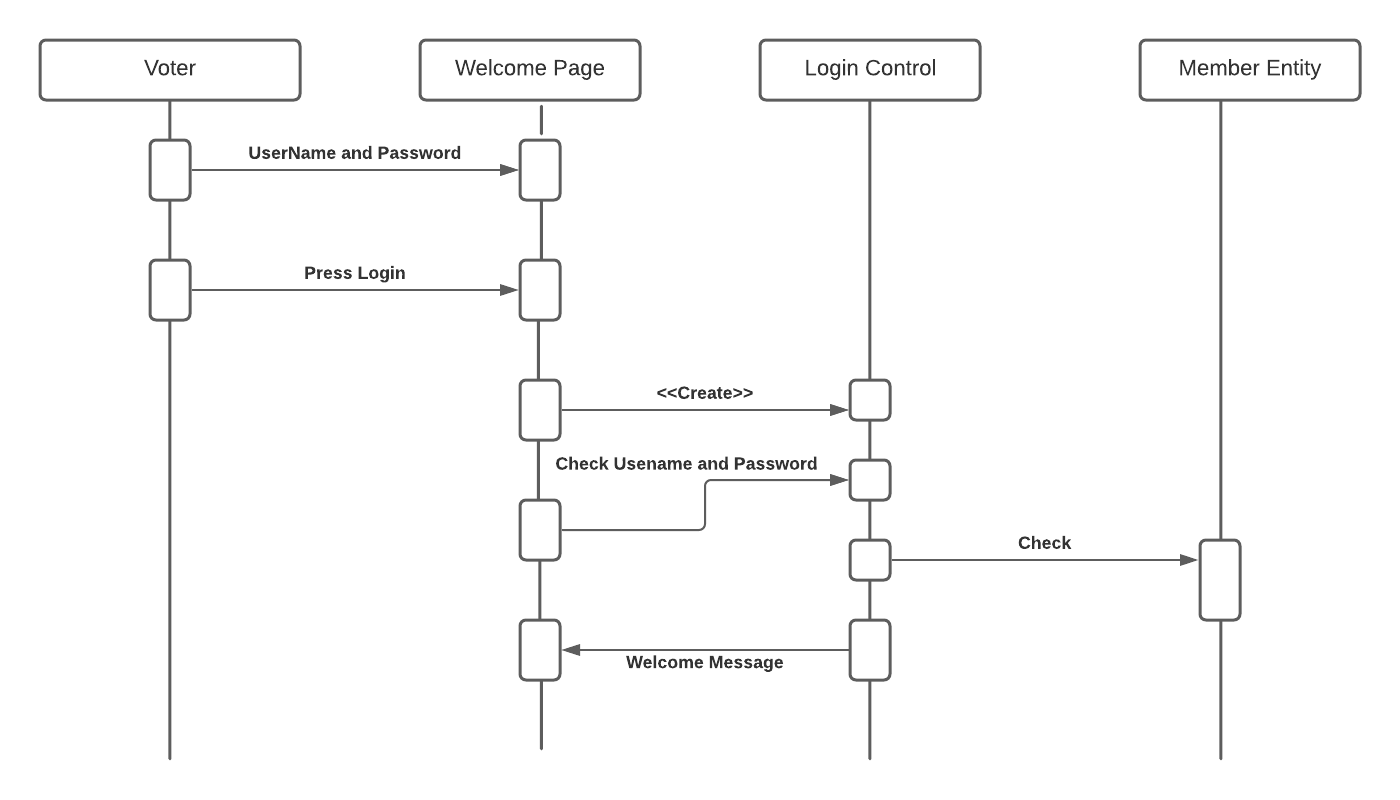 Voter
Welcome Page
Login Control
Member Entity
UserName and Password
Press Login
<<Create>>
Check Usename and Password
Check
Welcome Message